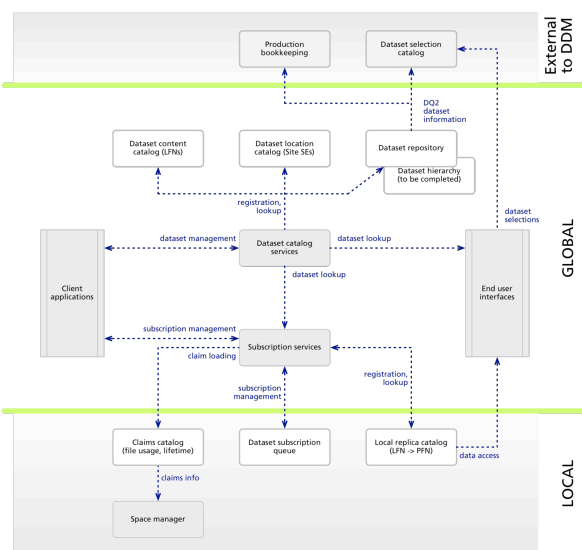 External
to DDM
Production
bookkeeping
Dataset selection
catalog
DQ2
dataset
information
Dataset content
catalog (LFNs)
Dataset location
catalog (Site SEs)
Dataset repository
Dataset hierarchy
(to be completed)
registration,
lookup
dataset
selections
GLOBAL
dataset management
Dataset catalog
services
dataset lookup
dataset lookup
Client
applications
End user
interfaces
subscription management
Subscription services
claim loading
registration,
lookup
subscription
management
Claims catalog
(file usage, lifetime)
Dataset subscription
queue
Local replica catalog
(LFN -> PFN)
data access
claims info
LOCAL
Space manager